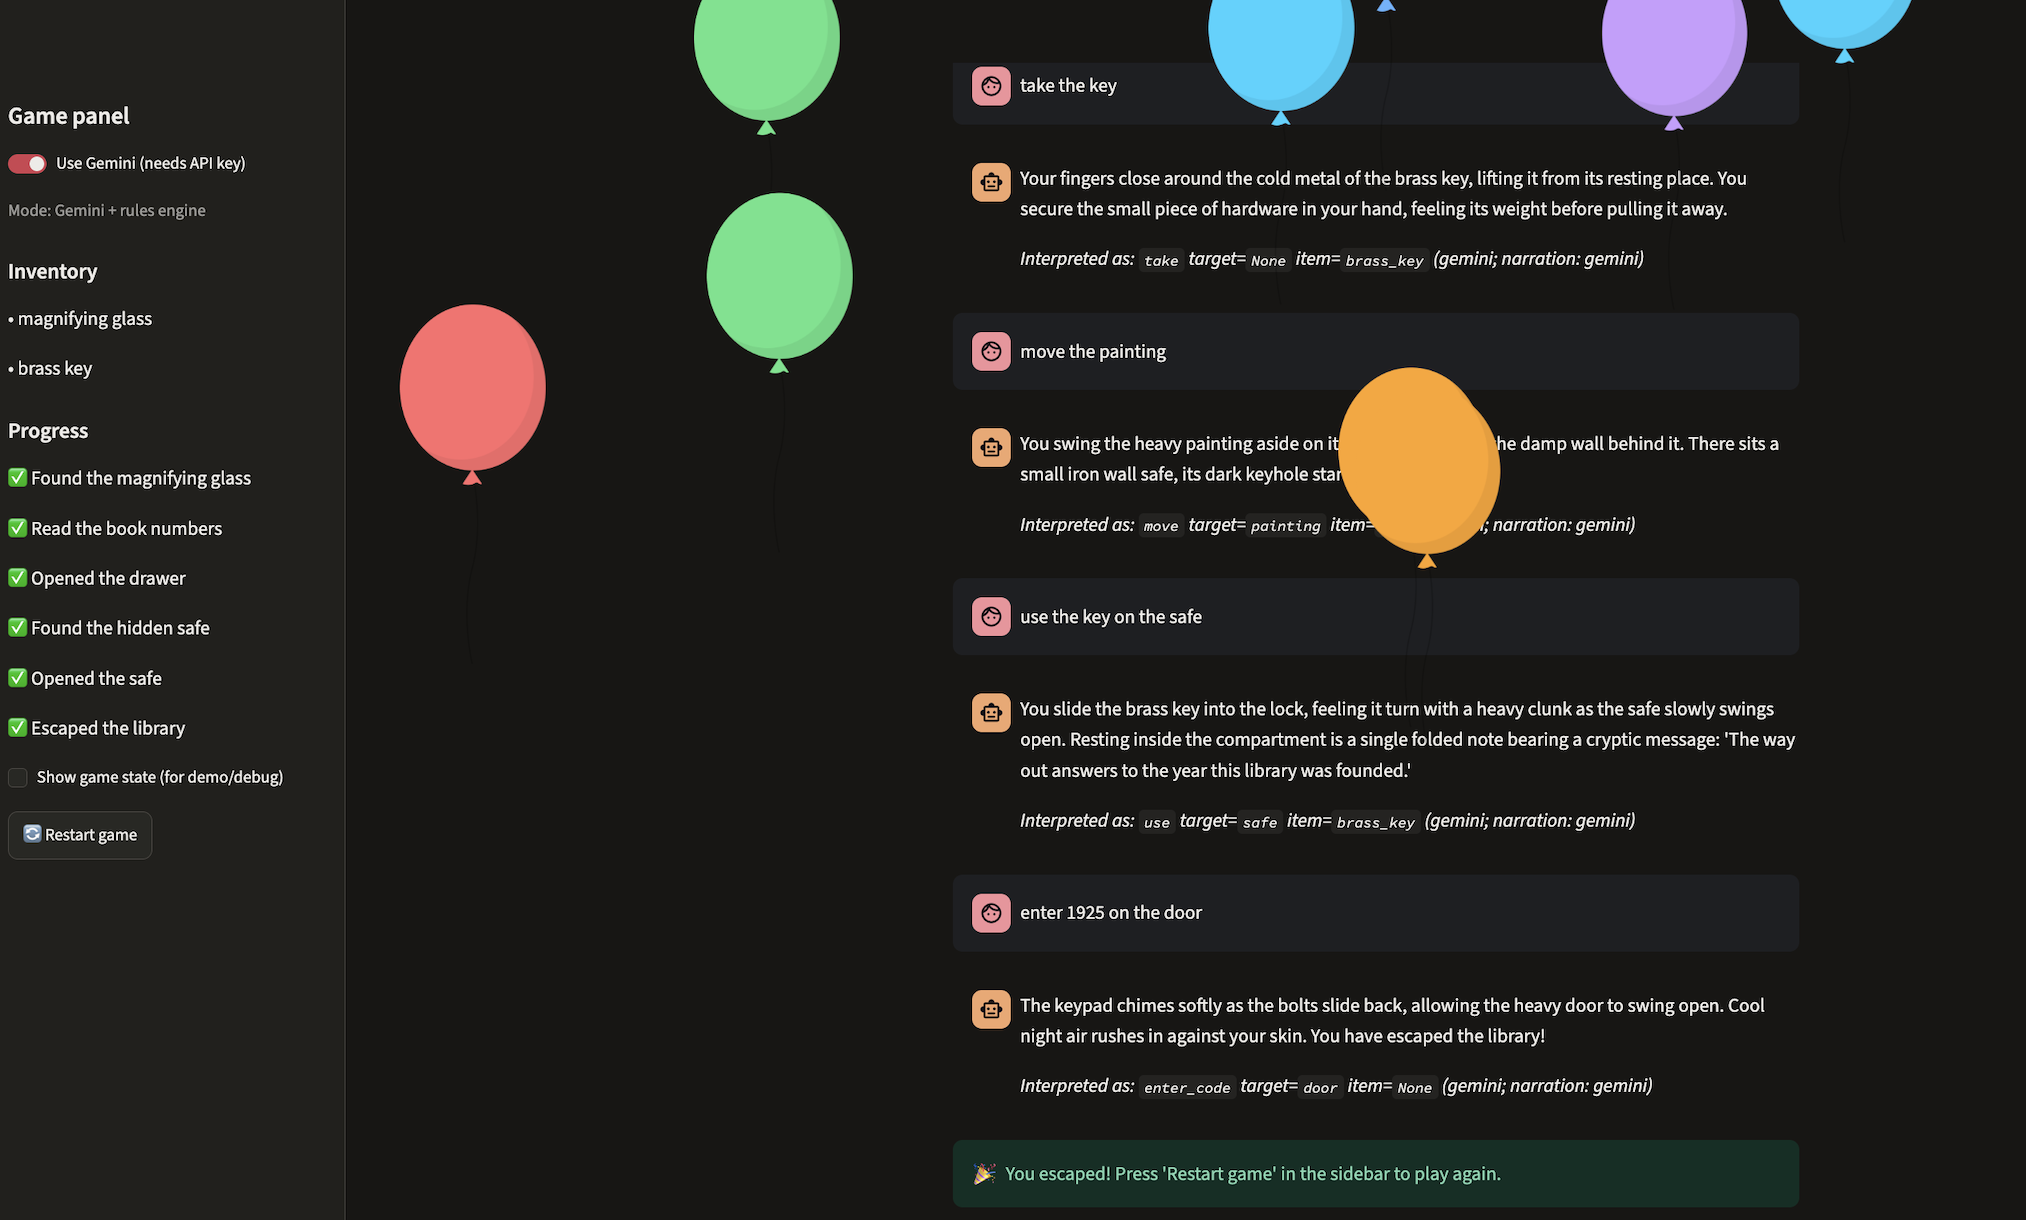 Game panel
Use Gemini (needs API key)
Mode: Gemini + rules engine
Inventory
• magnifying glass
• brass key
Progress
✅ Found the magnifying glass
✅ Read the book numbers
✅ Opened the drawer
✅ Found the hidden safe
✅ Opened the safe
✅ Escaped the library
Show game state (for demo/debug)
🔄 Restart game
take the key
Your fingers close around the cold metal of the brass key, lifting it from its resting place. You
secure the small piece of hardware in your hand, feeling its weight before pulling it away.
Interpreted as: take target=None item=brass_key (gemini; narration: gemini)
move the painting
You swing the heavy painting aside on the damp wall behind it. There sits a
small iron wall safe, its dark keyhole
Interpreted as: move target=painting item= narration: gemini)
use the key on the safe
You slide the brass key into the lock, feeling it turn with a heavy clunk as the safe slowly swings
open. Resting inside the compartment is a single folded note bearing a cryptic message: 'The way
out answers to the year this library was founded.'
Interpreted as: use target=safe item=brass_key (gemini; narration: gemini)
enter 1925 on the door
The keypad chimes softly as the bolts slide back, allowing the heavy door to swing open. Cool
night air rushes in against your skin. You have escaped the library!
Interpreted as: enter_code target=door item=None (gemini; narration: gemini)
🎉 You escaped! Press 'Restart game' in the sidebar to play again.